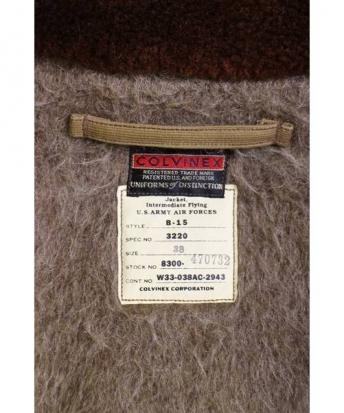 COLVINEX
REGISTERED TRADE MARK
PATENTED U.S. AND FOREIGN
UNIFORMS OF DISTINCTION
Jacket,
Intermediate Flying
U.S. ARMY AIR FORCES
STYLE B-15
SPEC NO 3220
SIZE 38
STOCK NO 8300-470732
CONT NO W33-038AC-2943
COLVINEX CORPORATION